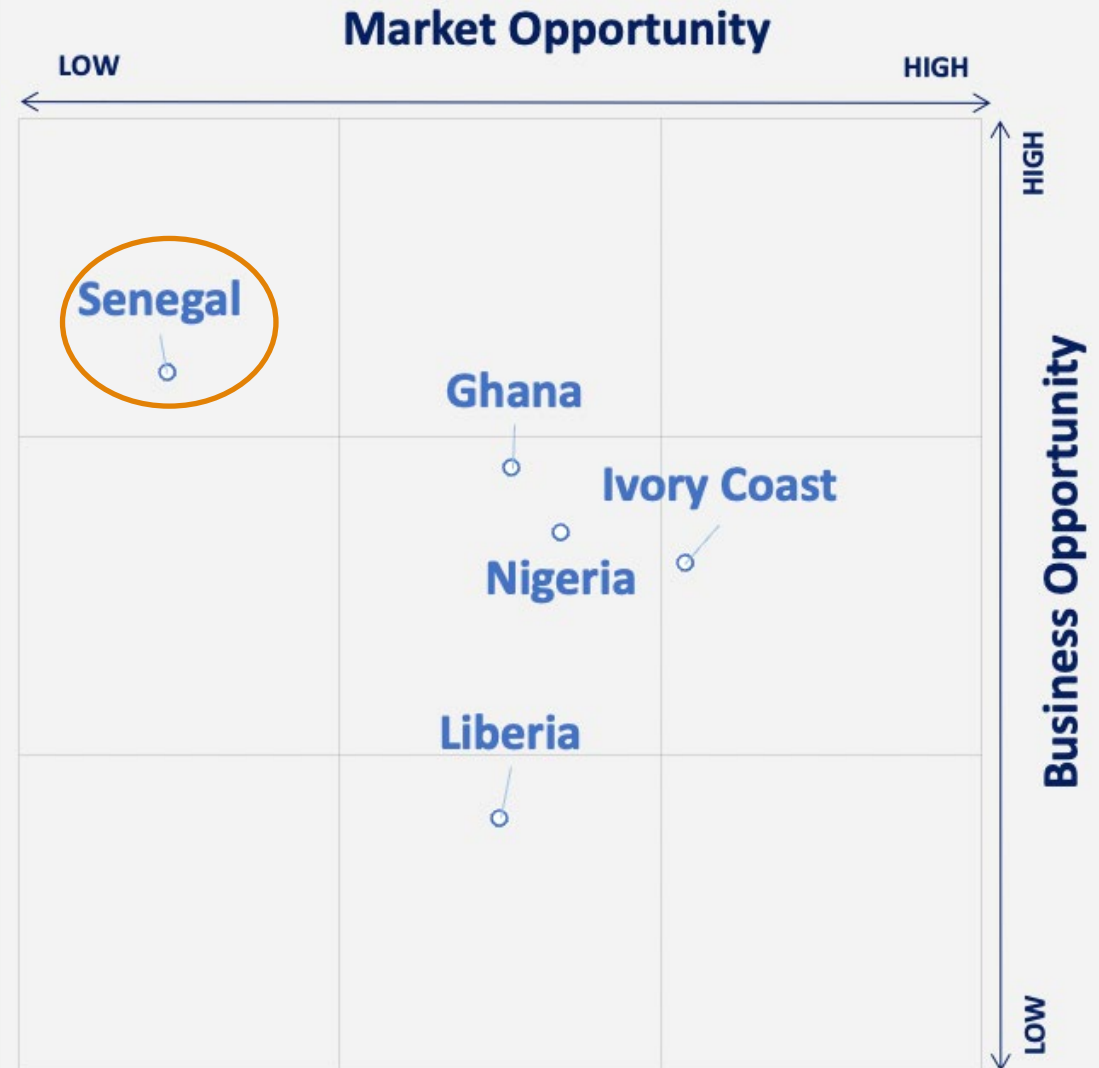 Market Opportunity
LOW
HIGH
HIGH
Senegal
Ghana
Ivory Coast
Nigeria
Business Opportunity
Liberia
LOW